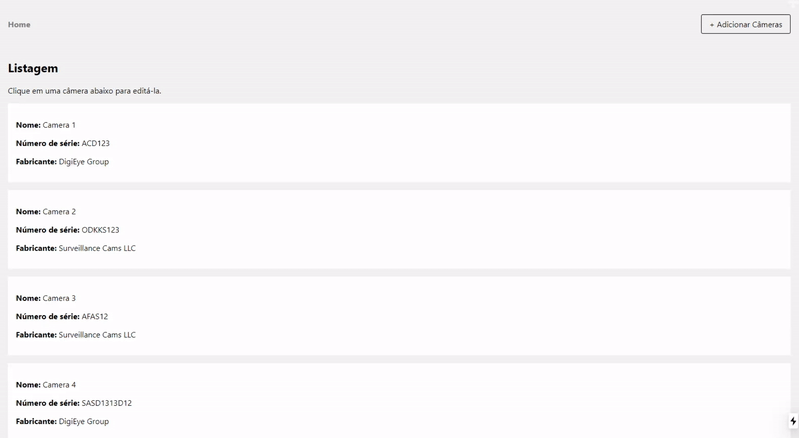 Home
+ Adicionar Câmeras
Listagem
Clique em uma câmera abaixo para editá-la.
Nome: Camera 1
Número de série: ACD123
Fabricante: DigiEye Group
Nome: Camera 2
Número de série: ODKKS123
Fabricante: Surveillance Cams LLC
Nome: Camera 3
Número de série: AFAS12
Fabricante: Surveillance Cams LLC
Nome: Camera 4
Número de série: SASD1313D12
Fabricante: DigiEye Group